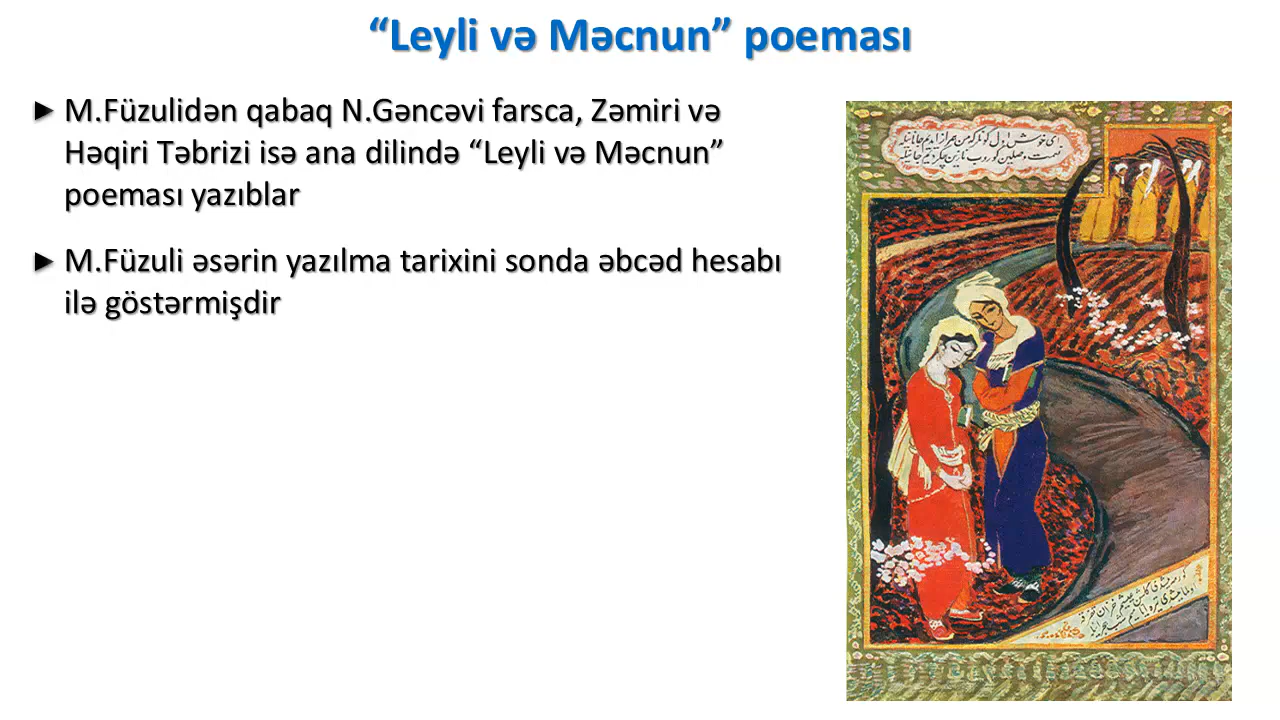 “Leyli və Məcnun” poeması
► M.Füzulidən qabaq N.Gəncəvi farsca, Zəmiri və
Həqiri Təbrizi isə ana dilində “Leyli və Məcnun”
poeması yazıblar
► M.Füzuli əsərin yazılma tarixini sonda əbcəd hesabı
ilə göstərmişdir